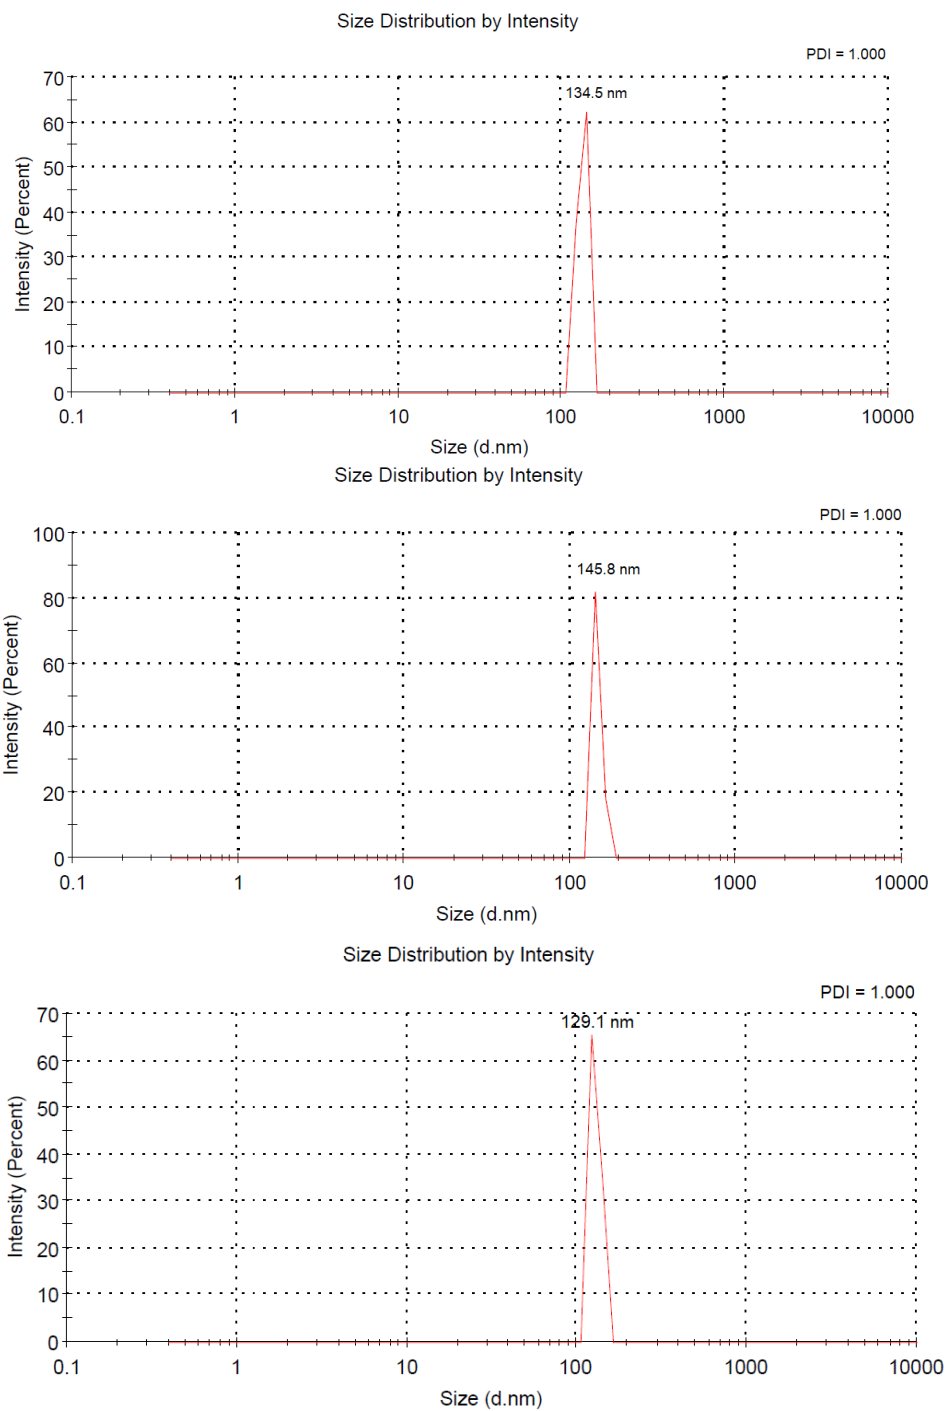 Size Distribution by Intensity
PDI = 1.000
134.5 nm
70
60
50
40
30
20
10
0
Intensity (Percent)
0.1 1 10 100 1000 10000
Size (d.nm)
Size Distribution by Intensity
PDI = 1.000
145.8 nm
100
80
60
40
20
0
Intensity (Percent)
0.1 1 10 100 1000 10000
Size (d.nm)
Size Distribution by Intensity
PDI = 1.000
129.1 nm
70
60
50
40
30
20
10
0
Intensity (Percent)
0.1 1 10 100 1000 10000
Size (d.nm)